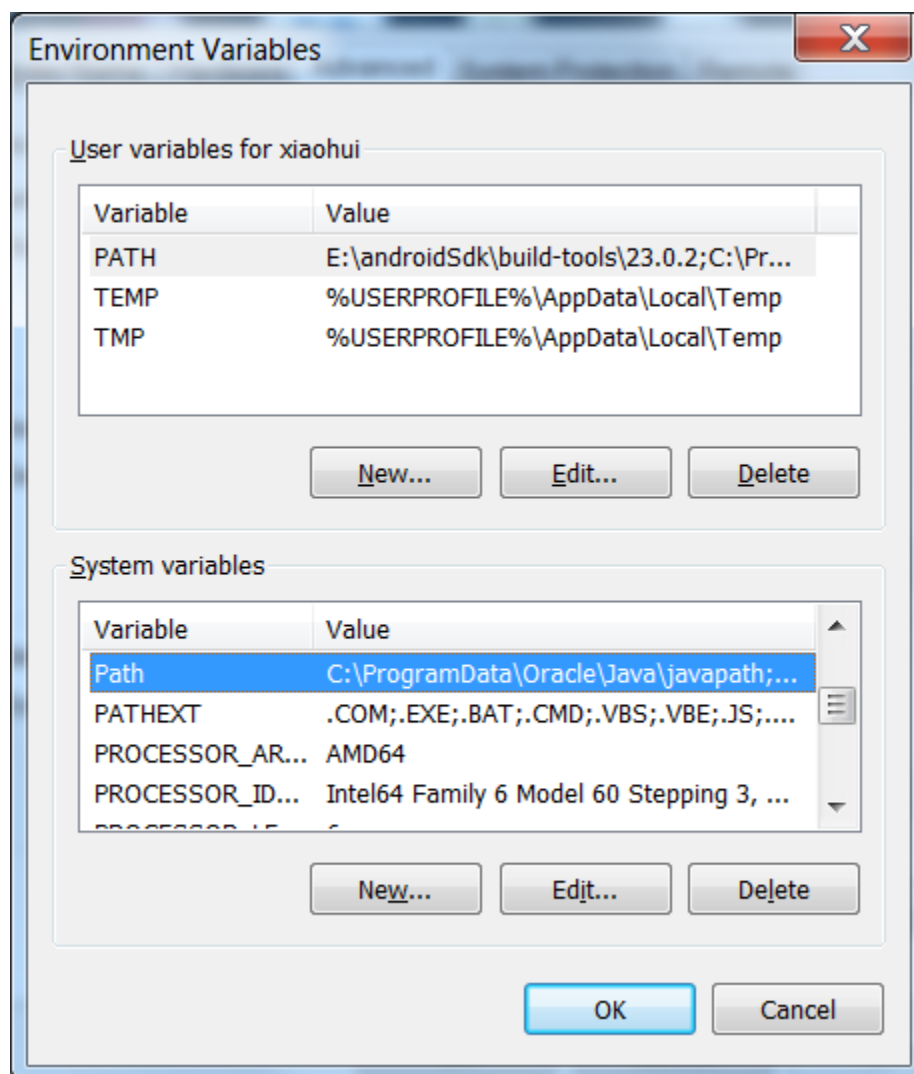 Environment Variables
User variables for xiaohui
Variable Value
PATH E:\androidSdk\build-tools\23.0.2;C:\Pr...
TEMP %USERPROFILE%\AppData\Local\Temp
TMP %USERPROFILE%\AppData\Local\Temp
New... Edit... Delete
System variables
Variable Value
Path C:\ProgramData\Oracle\Java\javapath;...
PATHEXT .COM;.EXE;.BAT;.CMD;.VBS;.VBE;.JS;....
PROCESSOR_AR... AMD64
PROCESSOR_ID... Intel64 Family 6 Model 60 Stepping 3, ...
New... Edit... Delete
OK Cancel